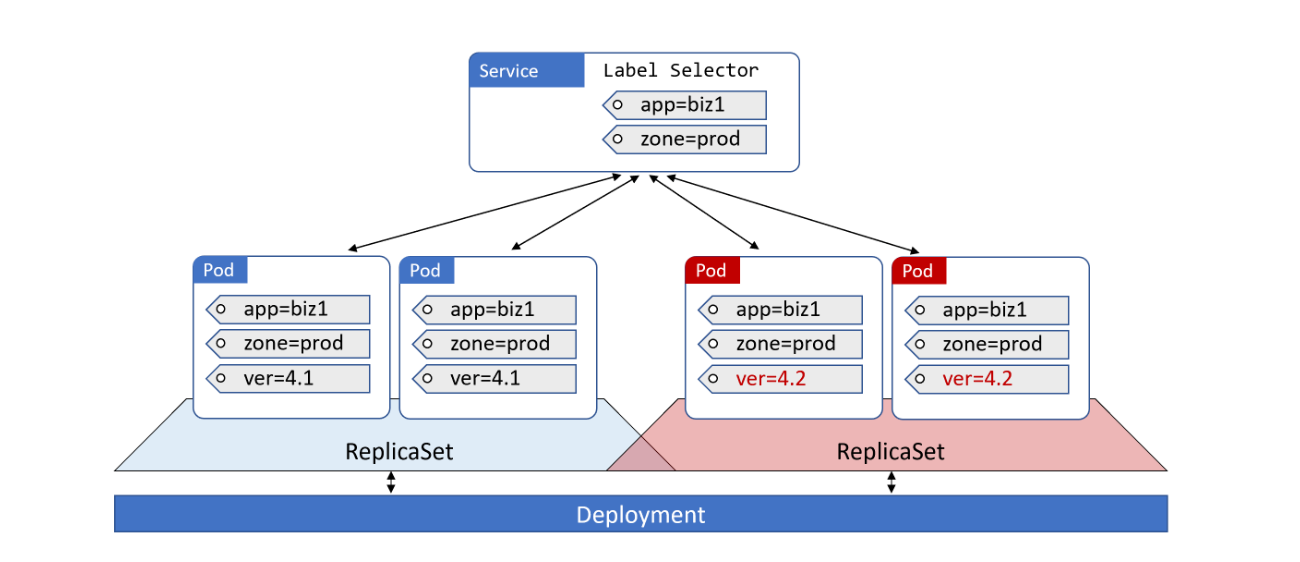 Service
Label Selector
app=biz1
zone=prod
Pod
app=biz1
zone=prod
ver=4.1
Pod
app=biz1
zone=prod
ver=4.1
Pod
app=biz1
zone=prod
ver=4.2
Pod
app=biz1
zone=prod
ver=4.2
ReplicaSet
ReplicaSet
Deployment